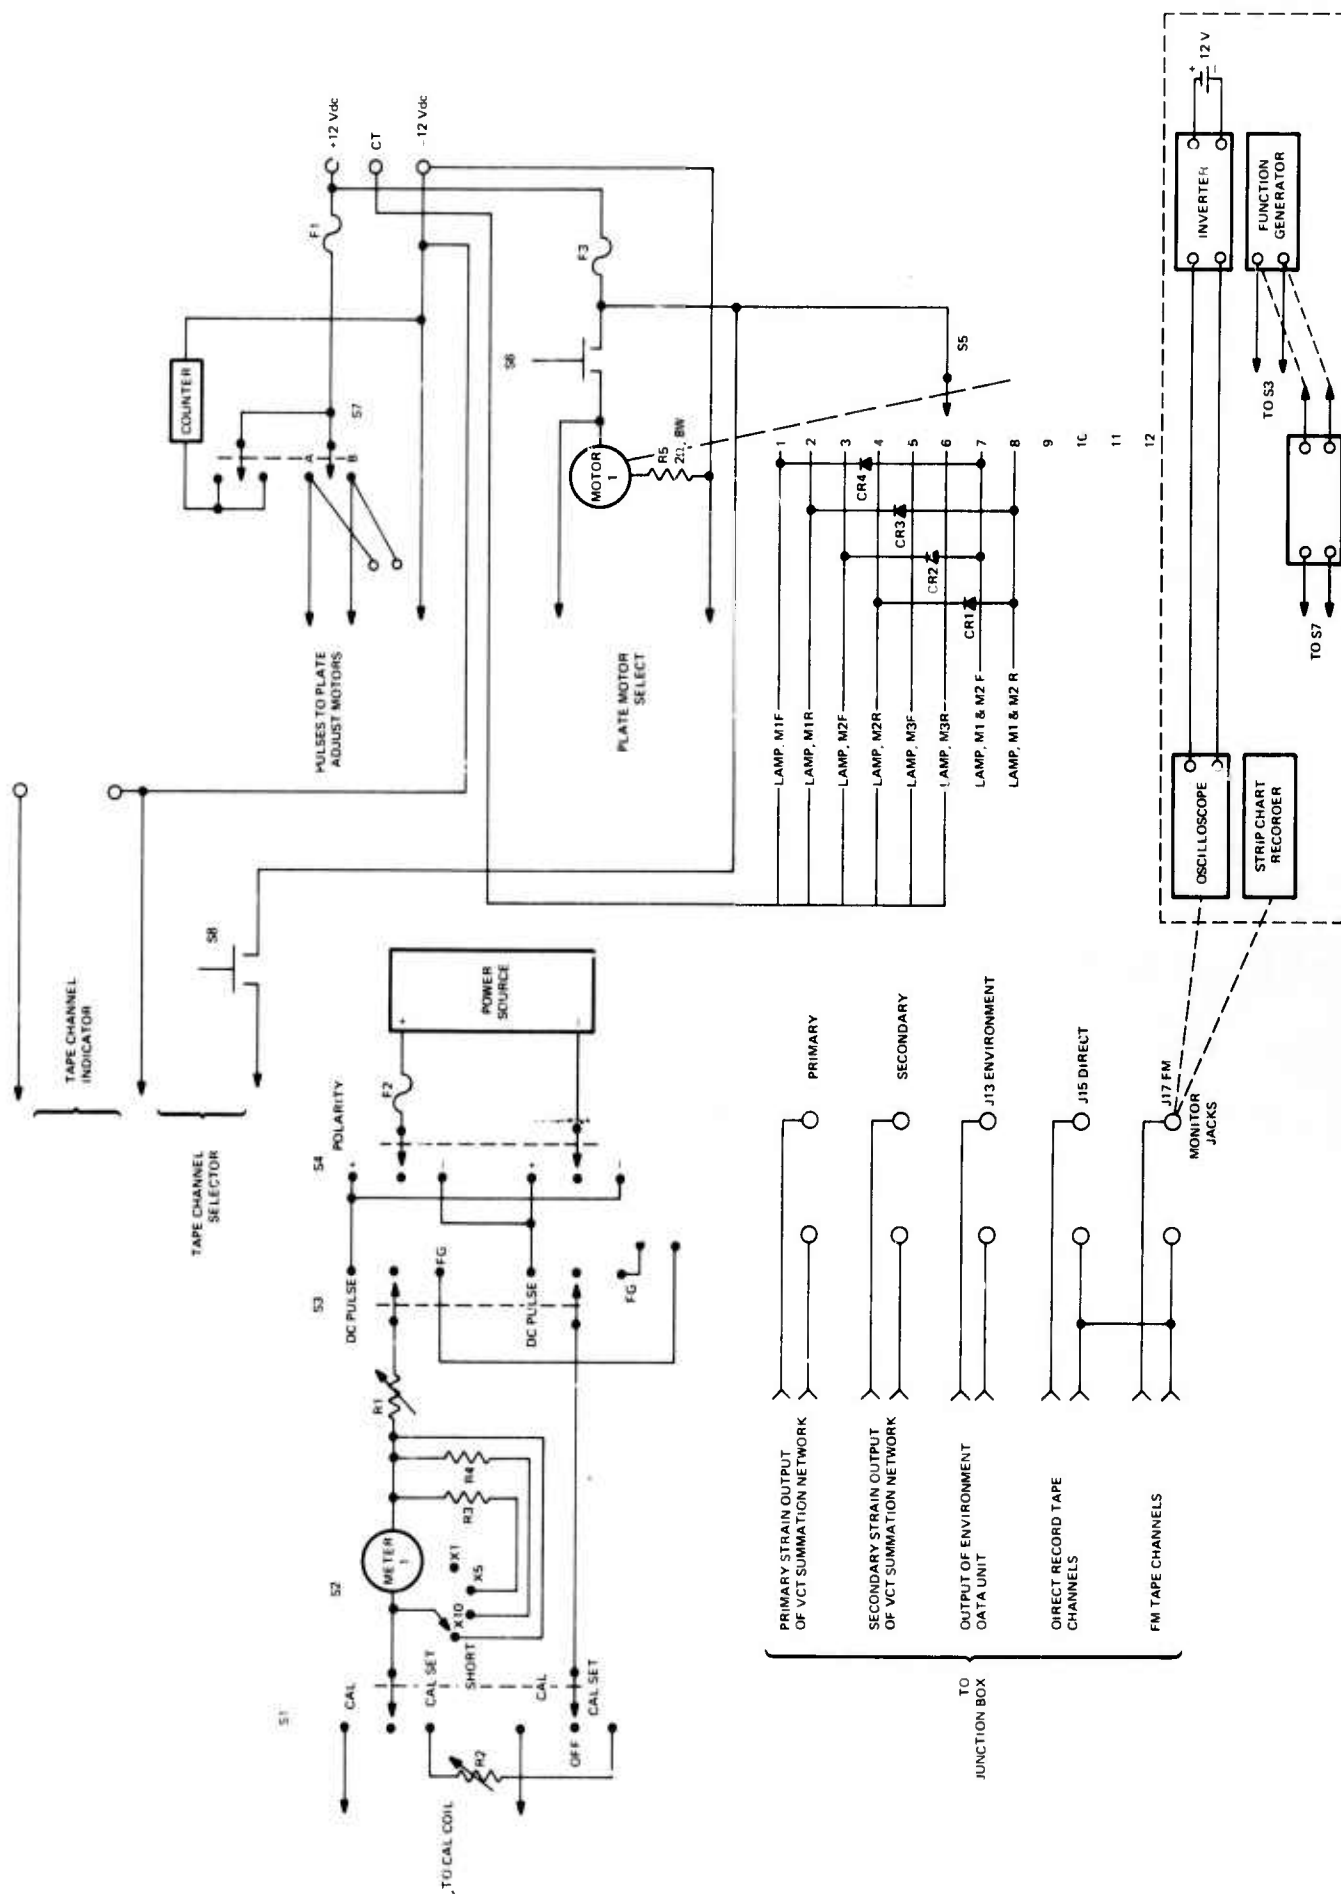 TAPE CHANNEL
INDICATOR
TAPE CHANNEL
SELECTOR
S8
COUNTER
S7
A
B
F1
+12 Vdc
CT
-12 Vdc
PULSES TO PLATE
ADJUST MOTORS
PLATE MOTOR
SELECT
MOTOR
1
R5
2Ω, 8W
S6
F3
S5
S1
CAL
CAL SET
CAL
OFF
CAL SET
R2
TO CAL COIL
S2
METER
1
SHORT
X10
X5
X1
R3
R4
R1
S3
DC PULSE
FG
DC PULSE
FG
S4
POLARITY
+
−
+
−
F2
+
−
POWER
SOURCE
LAMP, M1F
LAMP, M1R
LAMP, M2F
LAMP, M2R
LAMP, M3F
LAMP, M3R
LAMP, M1 & M2 F
LAMP, M1 & M2 R
CR1
CR2
CR3
CR4
1
2
3
4
5
6
7
8
9
10
11
12
PRIMARY STRAIN OUTPUT
OF VCT SUMMATION NETWORK
PRIMARY
SECONDARY STRAIN OUTPUT
OF VCT SUMMATION NETWORK
SECONDARY
OUTPUT OF ENVIRONMENT
DATA UNIT
J13 ENVIRONMENT
DIRECT RECORD TAPE
CHANNELS
J15 DIRECT
FM TAPE CHANNELS
J17 FM
MONITOR
JACKS
TO
JUNCTION BOX
OSCILLOSCOPE
STRIP CHART
RECORDER
INVERTER
+
−
12 V
FUNCTION
GENERATOR
TO S3
TO S7